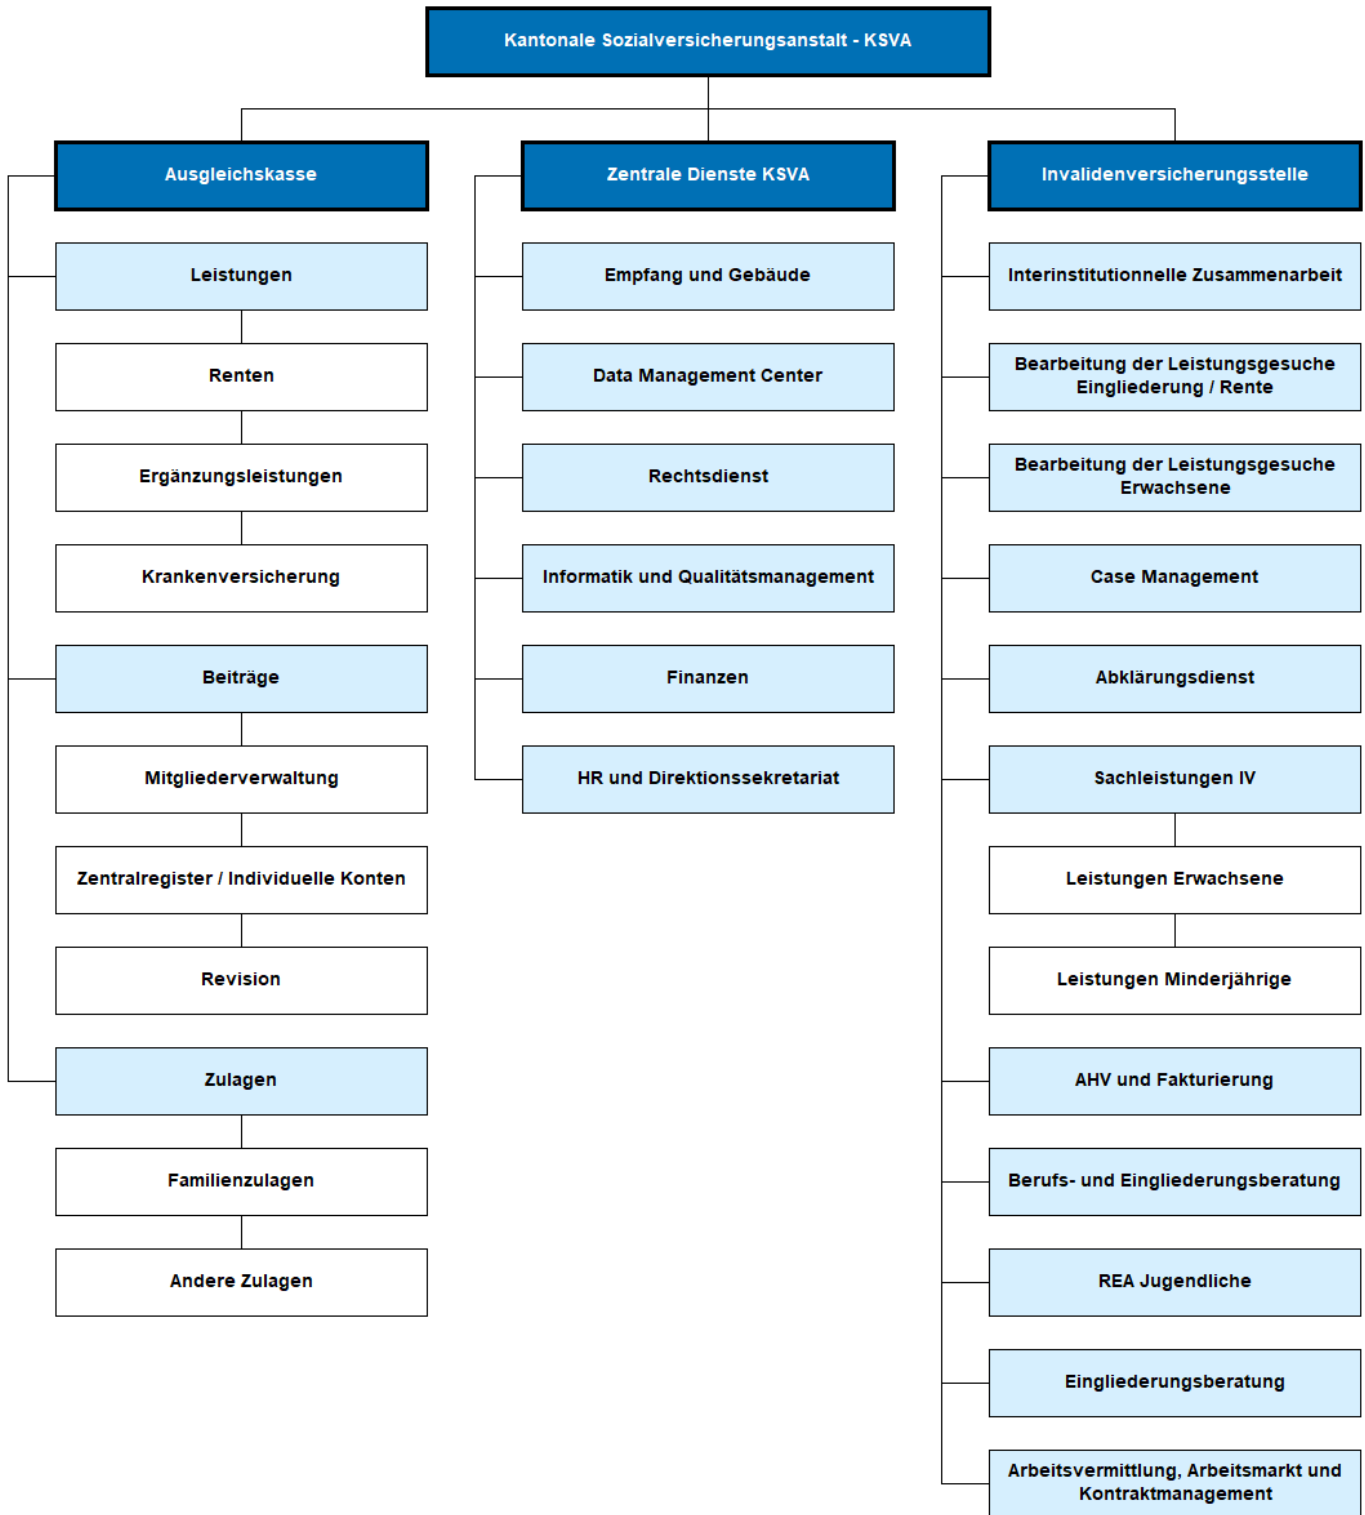 Kantonale Sozialversicherungsanstalt - KSVA
Ausgleichskasse
Leistungen
Renten
Ergänzungsleistungen
Krankenversicherung
Beiträge
Mitgliederverwaltung
Zentralregister / Individuelle Konten
Revision
Zulagen
Familienzulagen
Andere Zulagen
Zentrale Dienste KSVA
Empfang und Gebäude
Data Management Center
Rechtsdienst
Informatik und Qualitätsmanagement
Finanzen
HR und Direktionssekretariat
Invalidenversicherungsstelle
Interinstitutionnelle Zusammenarbeit
Bearbeitung der Leistungsgesuche
Eingliederung / Rente
Bearbeitung der Leistungsgesuche
Erwachsene
Case Management
Abklärungsdienst
Sachleistungen IV
Leistungen Erwachsene
Leistungen Minderjährige
AHV und Fakturierung
Berufs- und Eingliederungsberatung
REA Jugendliche
Eingliederungsberatung
Arbeitsvermittlung, Arbeitsmarkt und
Kontraktmanagement